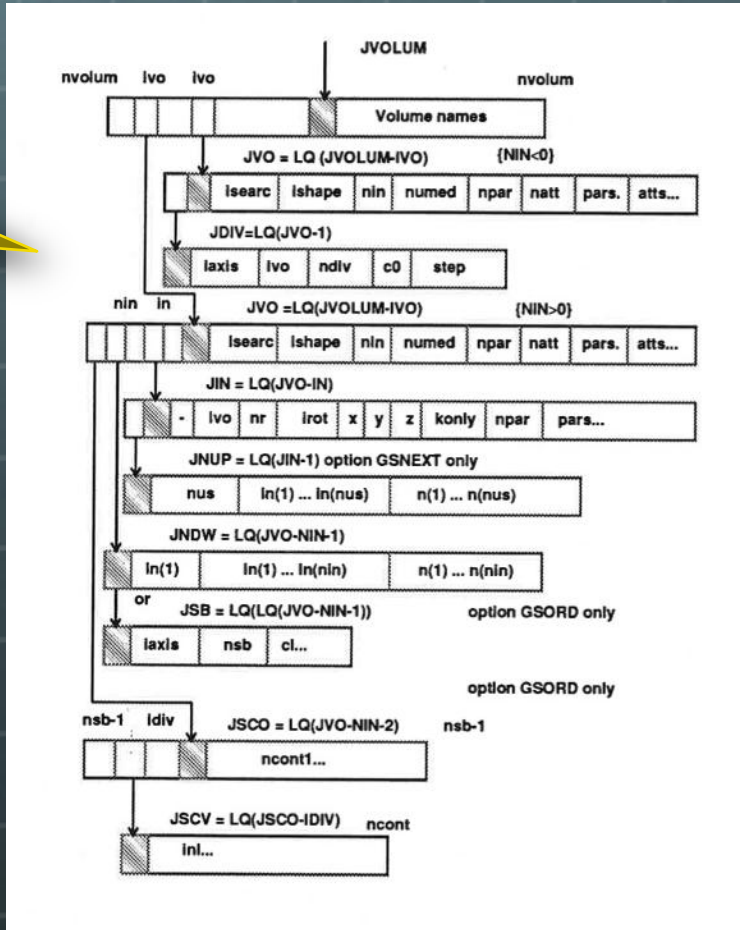 JVOLUM
nvolum Ivo Ivo nvolum
Volume names
JVO = LQ (JVOLUM-IVO) {NIN<0}
Isearc Ishape nin numed npar natt pars. atts...
JDIV=LQ(JVO-1)
iaxis Ivo ndiv c0 step
nin in JVO =LQ(JVOLUM-IVO) {NIN>0}
Isearc Ishape nin numed npar natt pars. atts...
JIN = LQ(JVO-IN)
- Ivo nr irot x y z konly npar pars...
JNUP = LQ(JIN-1) option GSNEXT only
nus In(1) ... In(nus) n(1) ... n(nus)
JNDW = LQ(JVO-NIN-1)
In(1) In(1) ... In(nin) n(1) ... n(nin)
or
JSB = LQ(LQ(JVO-NIN-1)) option GSORD only
iaxis nsb cl...
option GSORD only
nsb-1 Idiv JSCO = LQ(JVO-NIN-2) nsb-1
ncont1...
JSCV = LQ(JSCO-IDIV) ncont
inl...